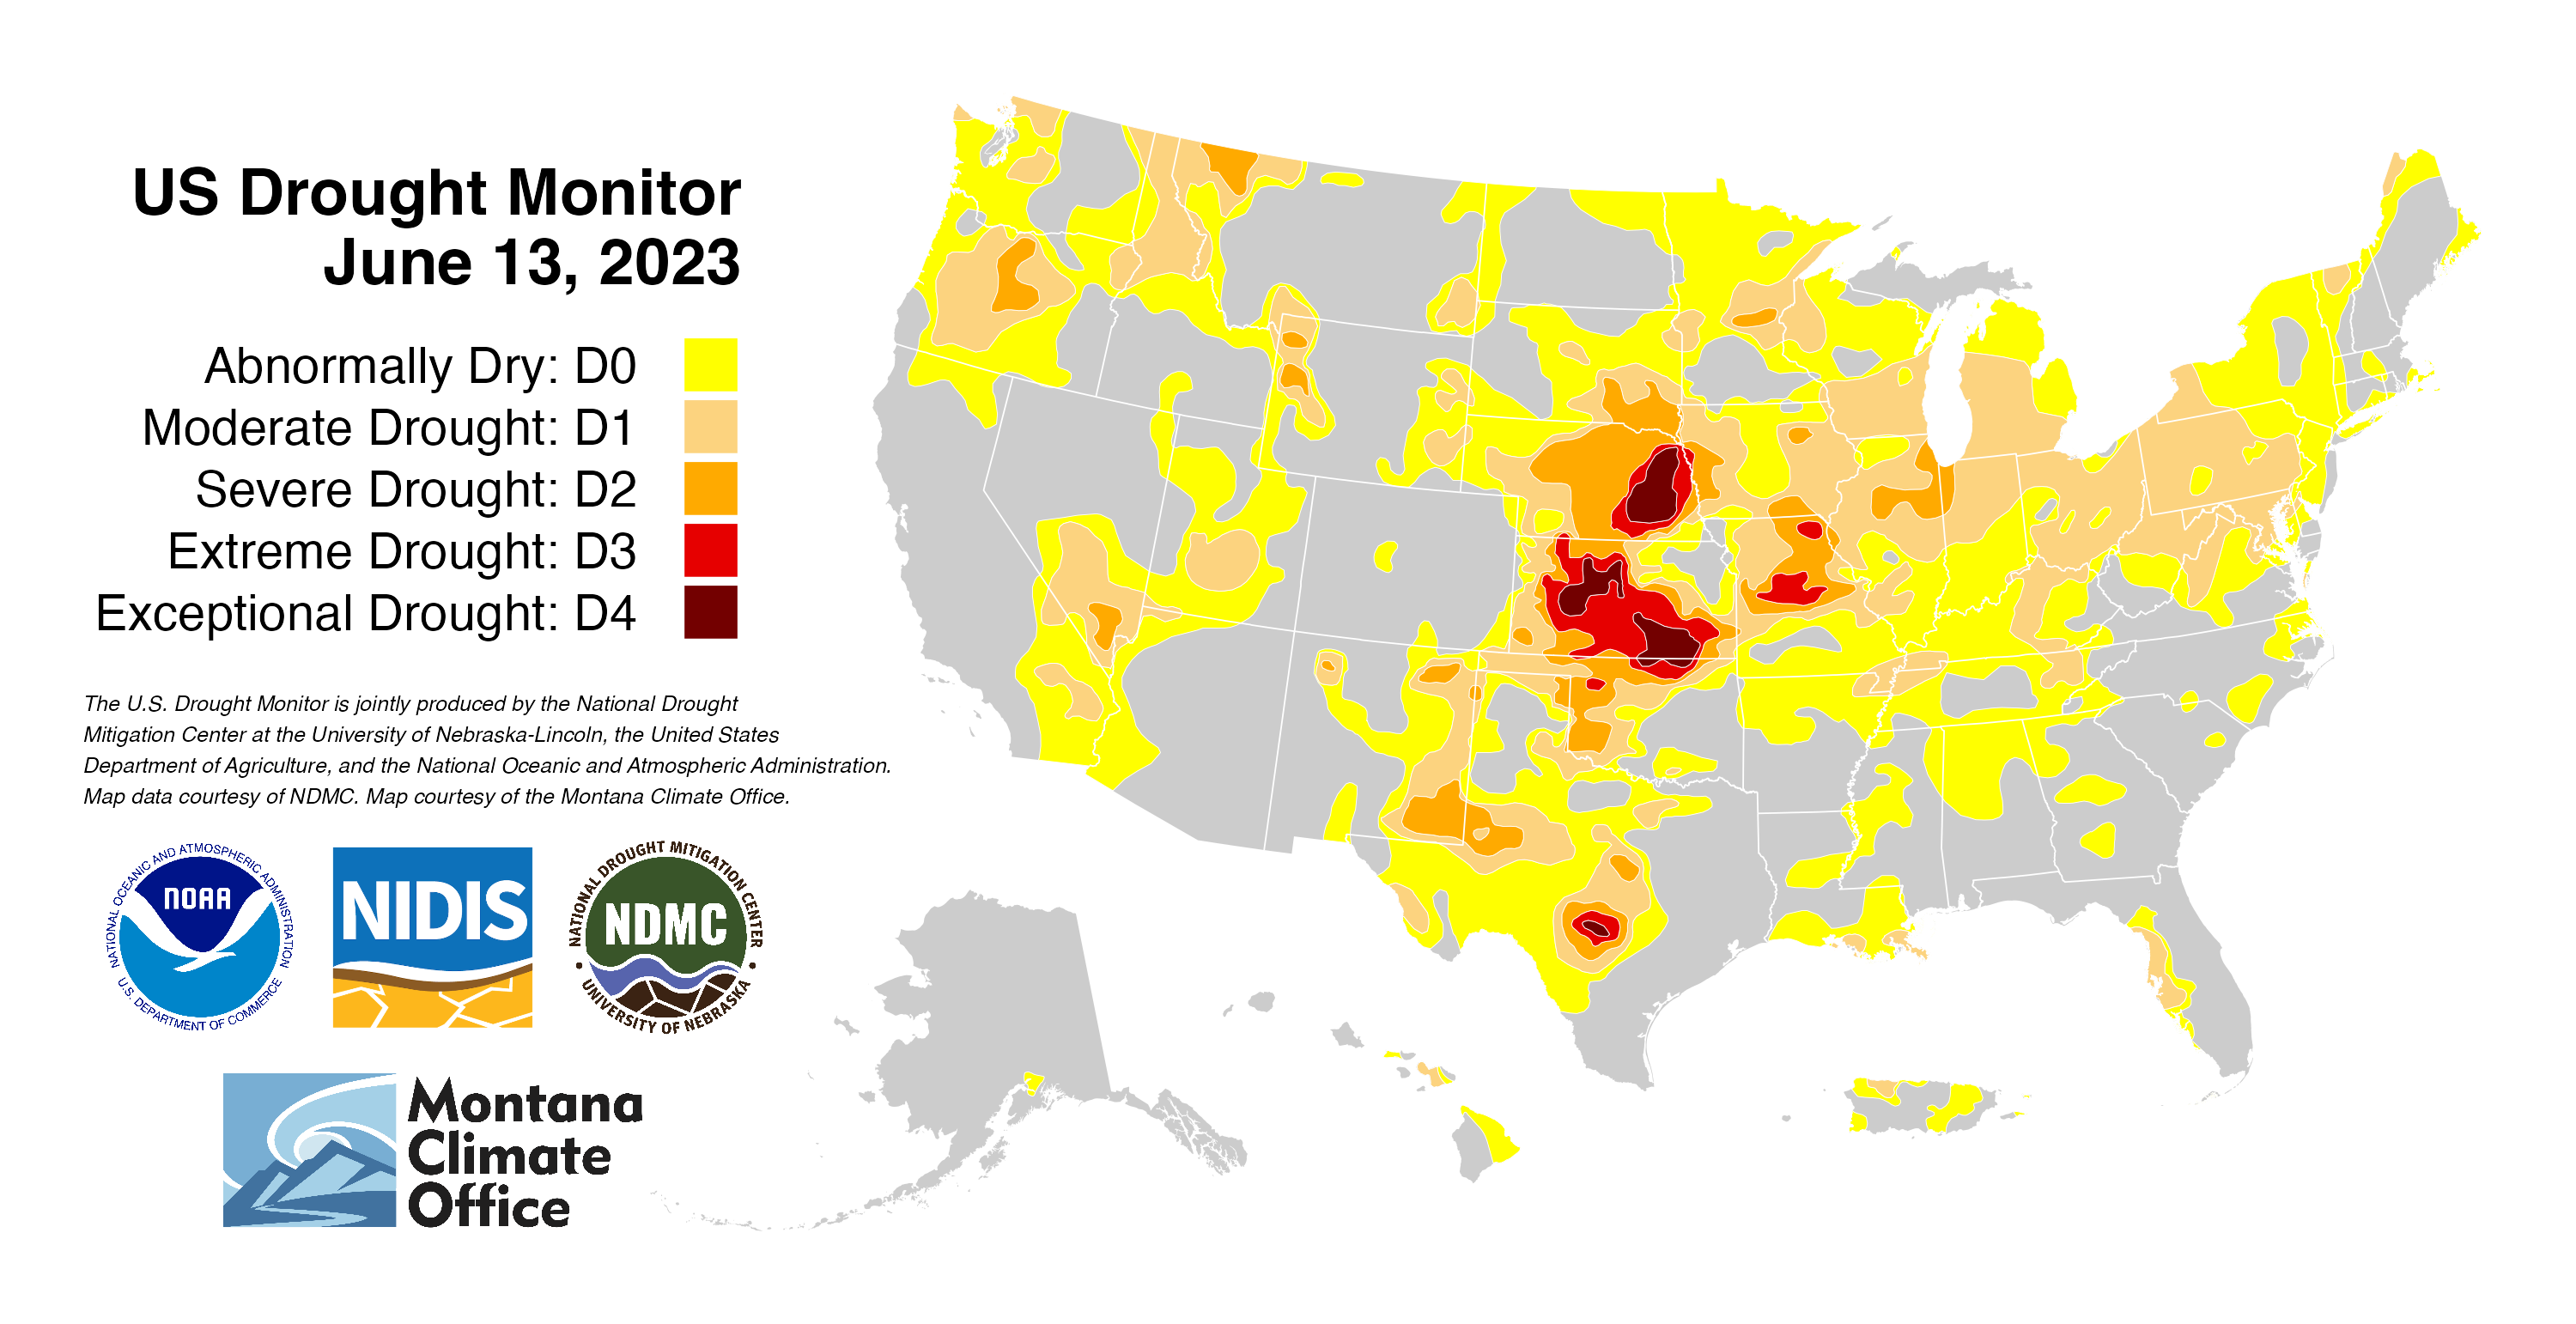 US Drought Monitor
June 13, 2023
Abnormally Dry: D0
Moderate Drought: D1
Severe Drought: D2
Extreme Drought: D3
Exceptional Drought: D4
The U.S. Drought Monitor is jointly produced by the National Drought
Mitigation Center at the University of Nebraska-Lincoln, the United States
Department of Agriculture, and the National Oceanic and Atmospheric Administration.
Map data courtesy of NDMC. Map courtesy of the Montana Climate Office.
NATIONAL OCEANIC AND ATMOSPHERIC ADMINISTRATION
NOAA
U.S. DEPARTMENT OF COMMERCE
NIDIS
NATIONAL DROUGHT MITIGATION CENTER
NDMC
UNIVERSITY OF NEBRASKA
Montana
Climate
Office